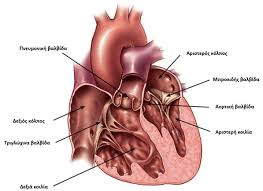 Πνευμονική βαλβίδα
Αριστερός κόλπος
Μιτροειδής βαλβίδα
Αορτική βαλβίδα
Δεξιός κόλπος
Αριστερή κοιλία
Τριγλώχινα βαλβίδα
Δεξιά κοιλία